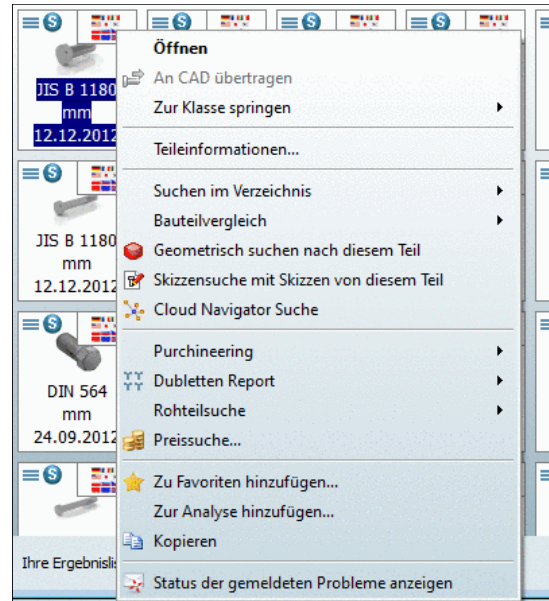 S
S
S
S
JIS B 1180
mm
12.12.2012
Öffnen
An CAD übertragen
Zur Klasse springen
Teileinformationen...
S
JIS B 1180
mm
12.12.2012
Suchen im Verzeichnis
Bauteilvergleich
Geometrisch suchen nach diesem Teil
Skizzensuche mit Skizzen von diesem Teil
Cloud Navigator Suche
S
DIN 564
mm
24.09.2012
Purchineering
Dubletten Report
Rohteilsuche
Preissuche...
S
Zu Favoriten hinzufügen...
Zur Analyse hinzufügen...
Kopieren
Ihre Ergebnisli
Status der gemeldeten Probleme anzeigen